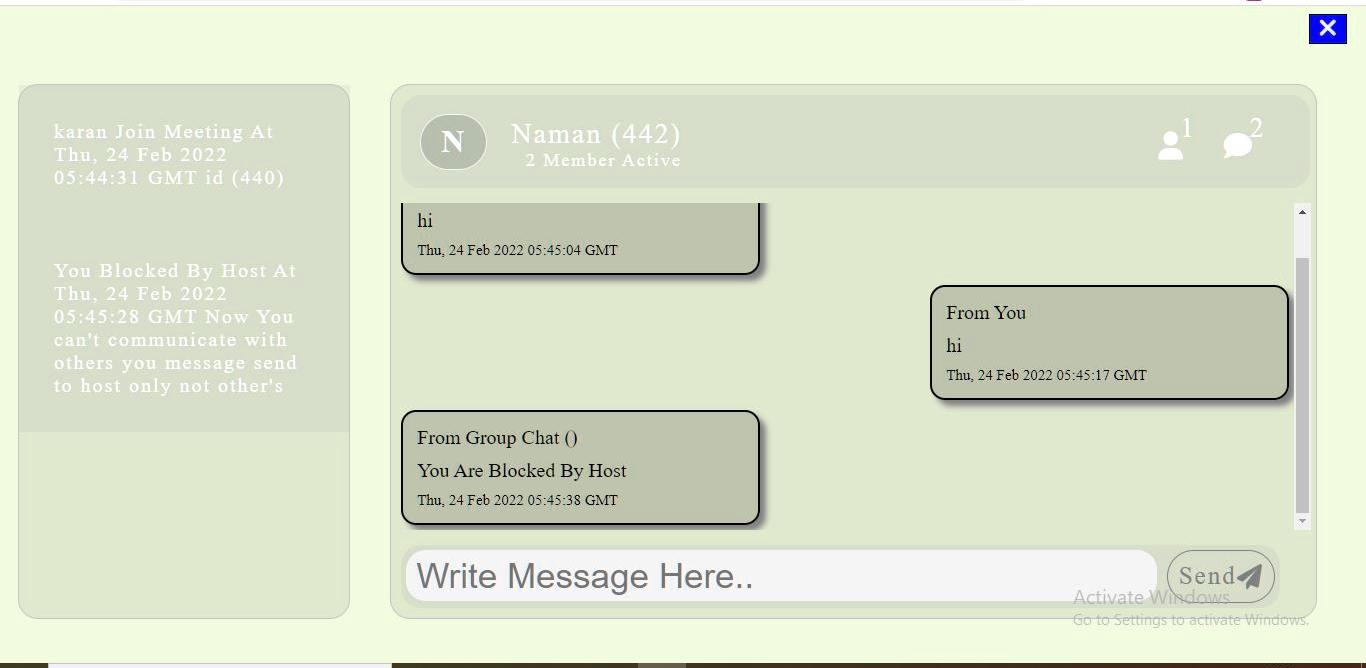 karan Join Meeting At
Thu, 24 Feb 2022
05:44:31 GMT id (440)
You Blocked By Host At
Thu, 24 Feb 2022
05:45:28 GMT Now You
can't communicate with
others you message send
to host only not other's
N
Naman (442)
2 Member Active
1
2
hi
Thu, 24 Feb 2022 05:45:04 GMT
From You
hi
Thu, 24 Feb 2022 05:45:17 GMT
From Group Chat ()
You Are Blocked By Host
Thu, 24 Feb 2022 05:45:38 GMT
Write Message Here..
Send
Activate Windows
Go to Settings to activate Windows.